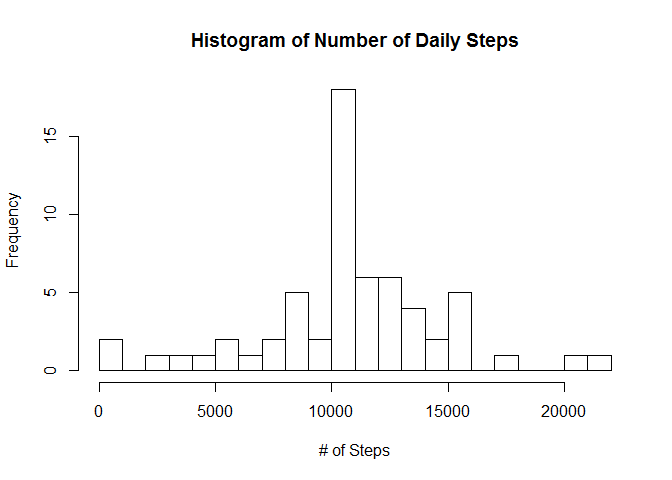 Histogram of Number of Daily Steps
Frequency
15
10
5
0
0 5000 10000 15000 20000
# of Steps